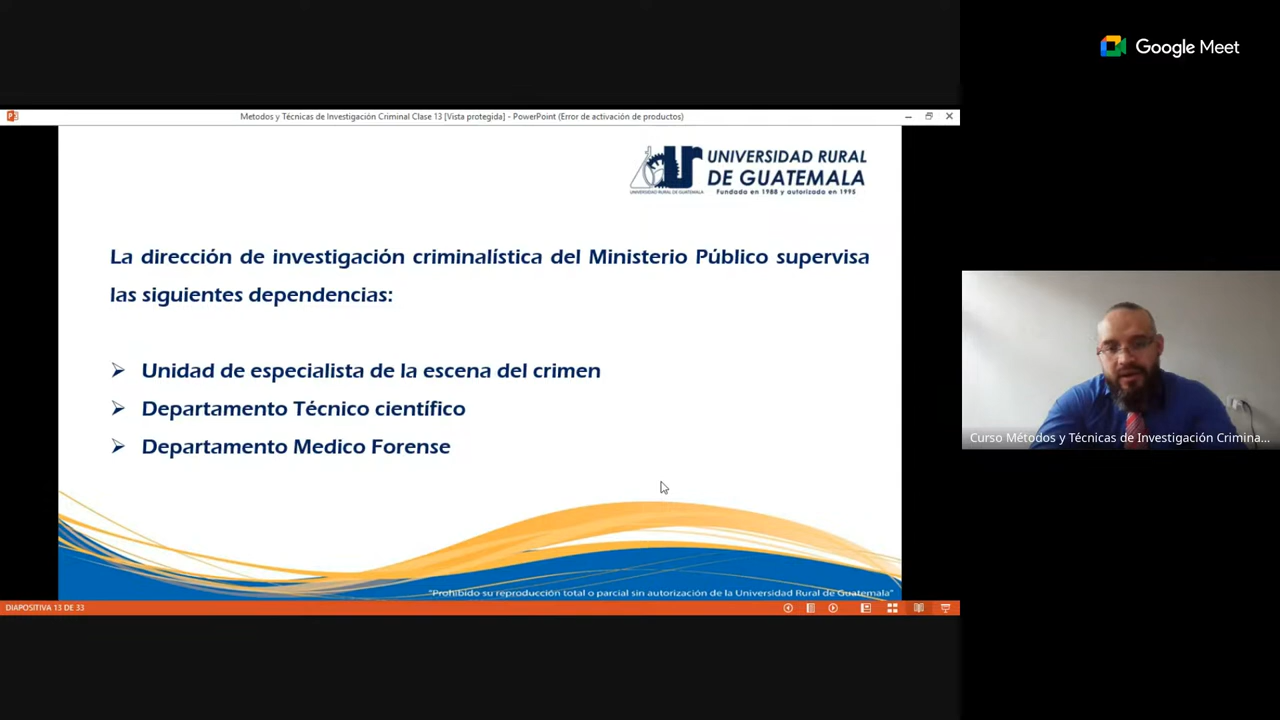 Google Meet
Metodos y Técnicas de Investigación Criminal Clase 13 [Vista protegida] - PowerPoint (Error de activación de productos)
UNIVERSIDAD RURAL
DE GUATEMALA
Fundada en 1988 y autorizada en 1995
UNIVERSIDAD RURAL DE GUATEMALA
La dirección de investigación criminalística del Ministerio Público supervisa
las siguientes dependencias:
Unidad de especialista de la escena del crimen
Departamento Técnico científico
Departamento Medico Forense
Curso Métodos y Técnicas de Investigación Crimina...
"Prohibido su reproducción total o parcial sin autorización de la Universidad Rural de Guatemala"
DIAPOSITIVA 13 DE 33